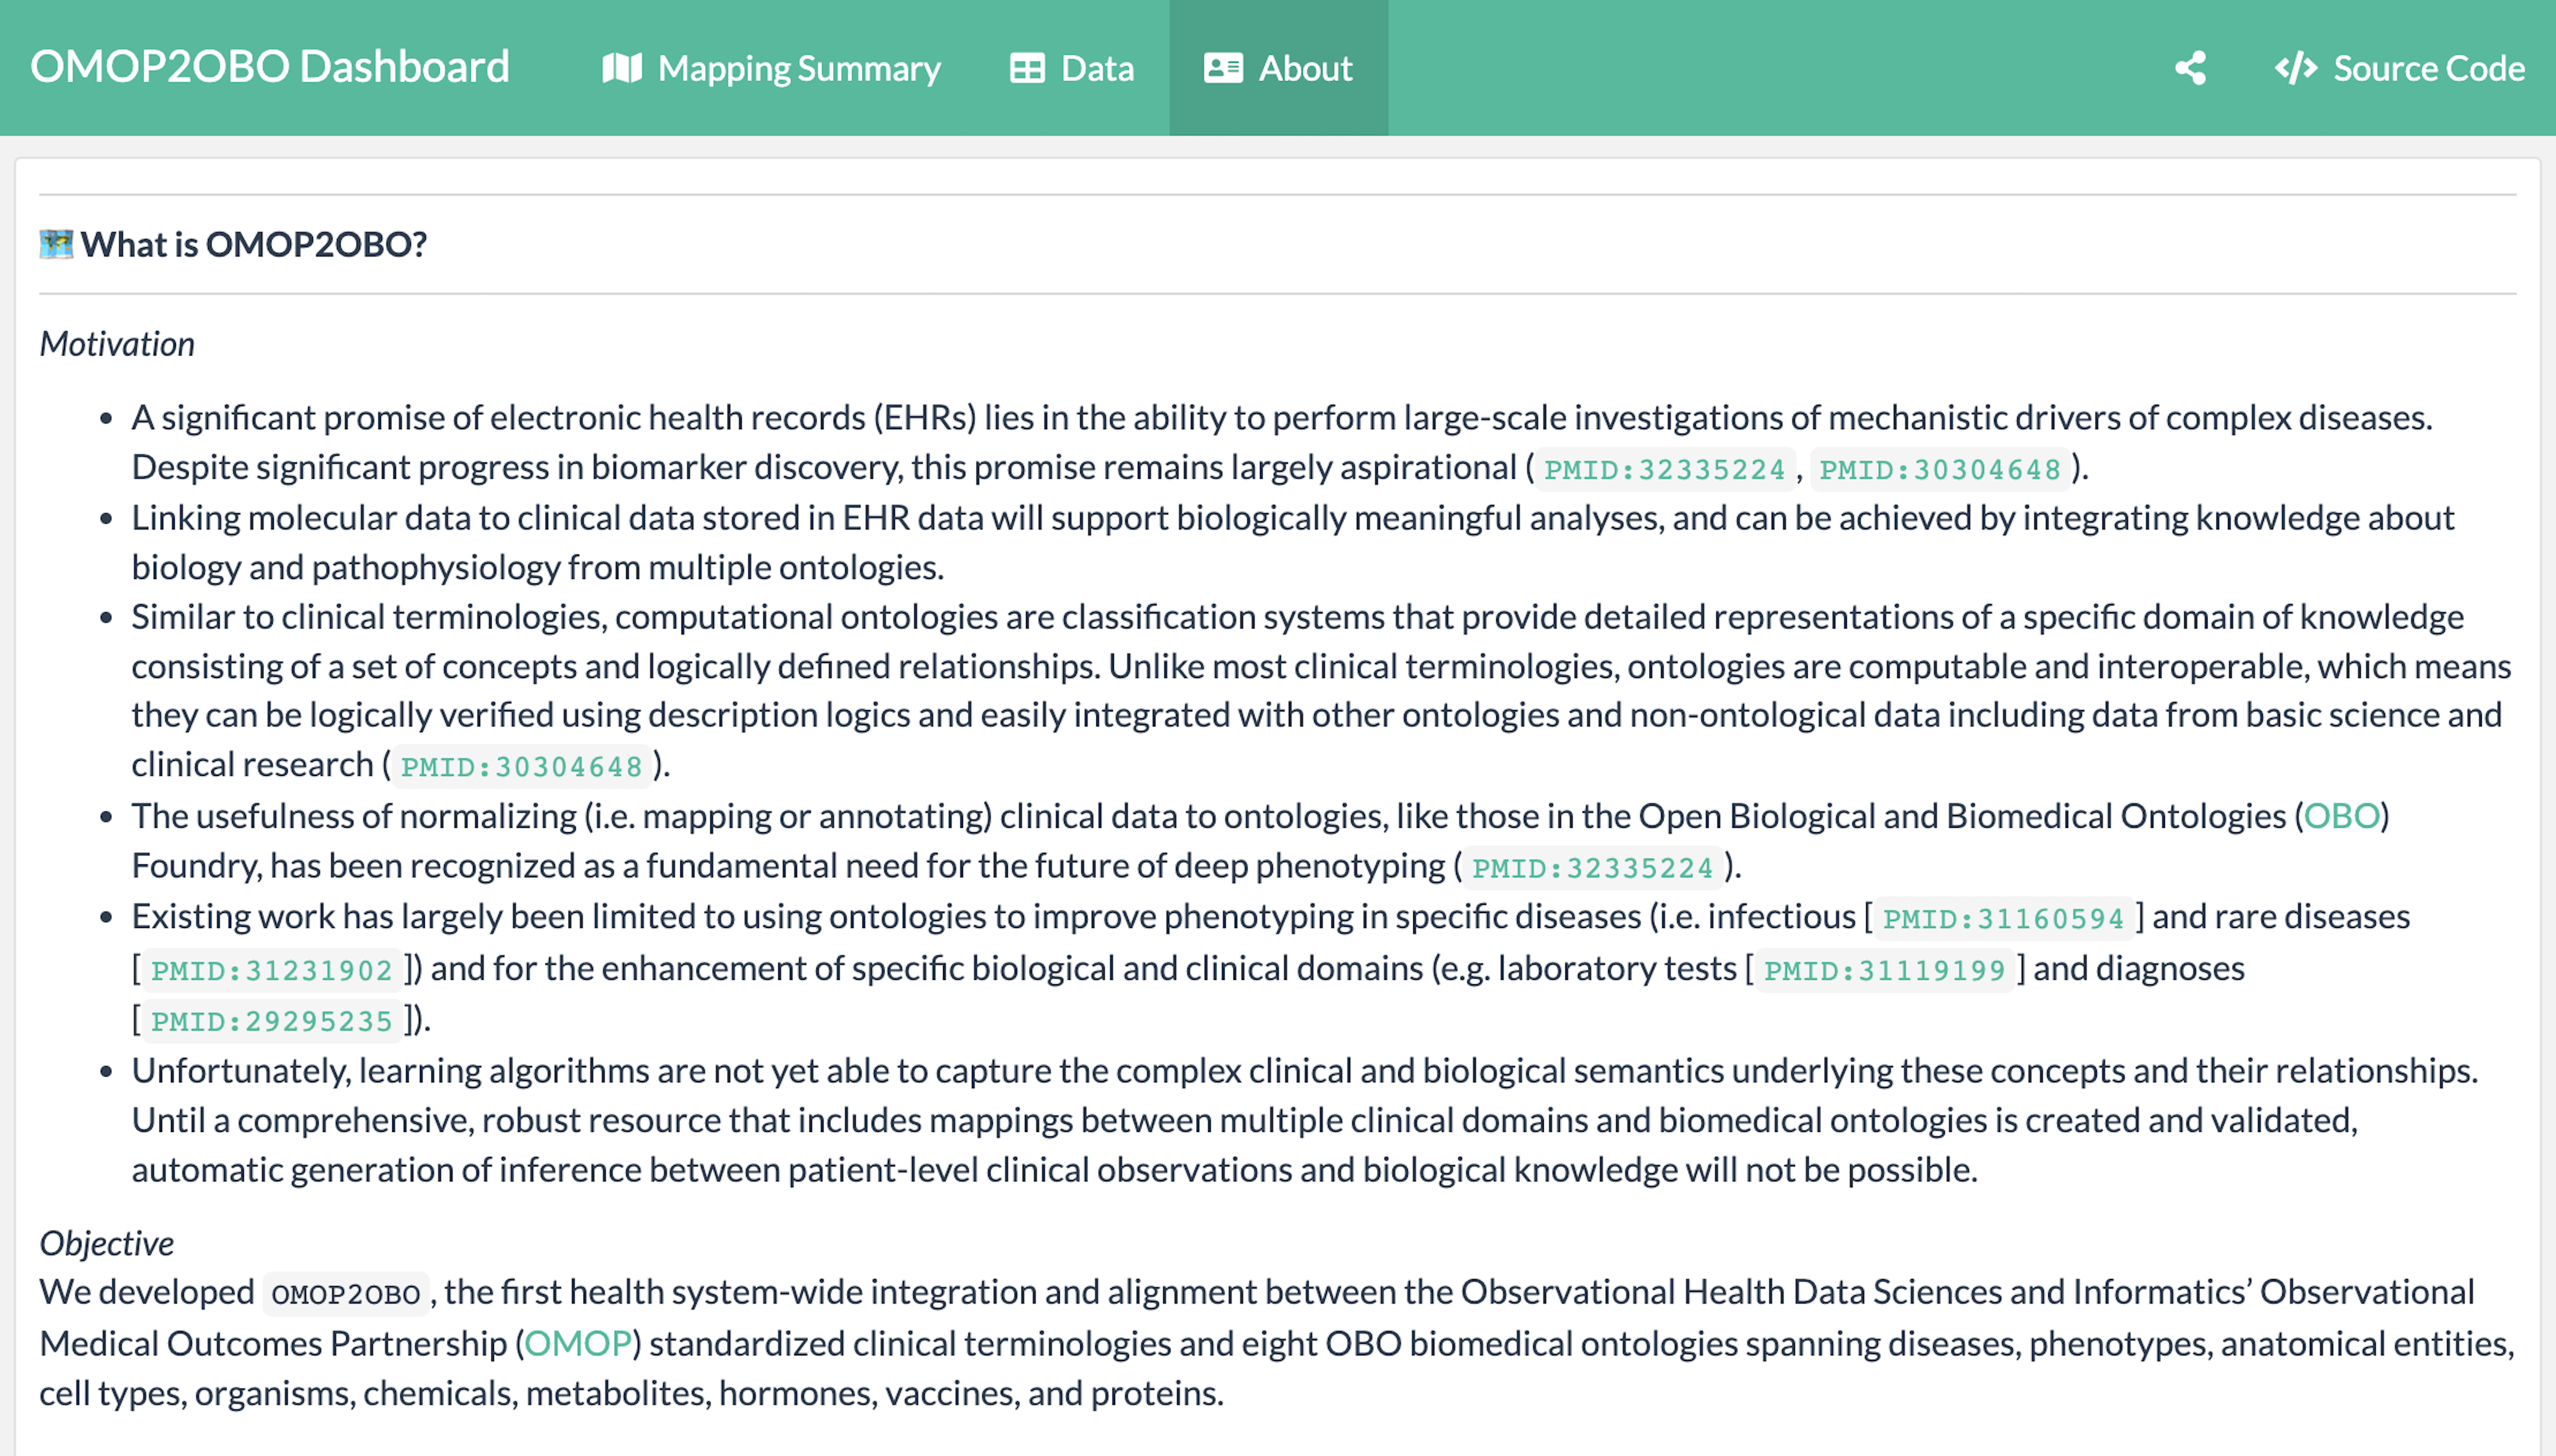 OMOP2OBO Dashboard Mapping Summary Data About Source Code
What is OMOP2OBO?
Motivation
• A significant promise of electronic health records (EHRs) lies in the ability to perform large-scale investigations of mechanistic drivers of complex diseases.
Despite significant progress in biomarker discovery, this promise remains largely aspirational ( PMID:32335224 , PMID:30304648 ).
• Linking molecular data to clinical data stored in EHR data will support biologically meaningful analyses, and can be achieved by integrating knowledge about
biology and pathophysiology from multiple ontologies.
• Similar to clinical terminologies, computational ontologies are classification systems that provide detailed representations of a specific domain of knowledge
consisting of a set of concepts and logically defined relationships. Unlike most clinical terminologies, ontologies are computable and interoperable, which means
they can be logically verified using description logics and easily integrated with other ontologies and non-ontological data including data from basic science and
clinical research ( PMID:30304648 ).
• The usefulness of normalizing (i.e. mapping or annotating) clinical data to ontologies, like those in the Open Biological and Biomedical Ontologies (OBO)
Foundry, has been recognized as a fundamental need for the future of deep phenotyping ( PMID:32335224 ).
• Existing work has largely been limited to using ontologies to improve phenotyping in specific diseases (i.e. infectious [ PMID:31160594 ] and rare diseases
[ PMID:31231902 ]) and for the enhancement of specific biological and clinical domains (e.g. laboratory tests [ PMID:31119199 ] and diagnoses
[ PMID:29295235 ]).
• Unfortunately, learning algorithms are not yet able to capture the complex clinical and biological semantics underlying these concepts and their relationships.
Until a comprehensive, robust resource that includes mappings between multiple clinical domains and biomedical ontologies is created and validated,
automatic generation of inference between patient-level clinical observations and biological knowledge will not be possible.
Objective
We developed OMOP2OBO , the first health system-wide integration and alignment between the Observational Health Data Sciences and Informatics’ Observational
Medical Outcomes Partnership (OMOP) standardized clinical terminologies and eight OBO biomedical ontologies spanning diseases, phenotypes, anatomical entities,
cell types, organisms, chemicals, metabolites, hormones, vaccines, and proteins.